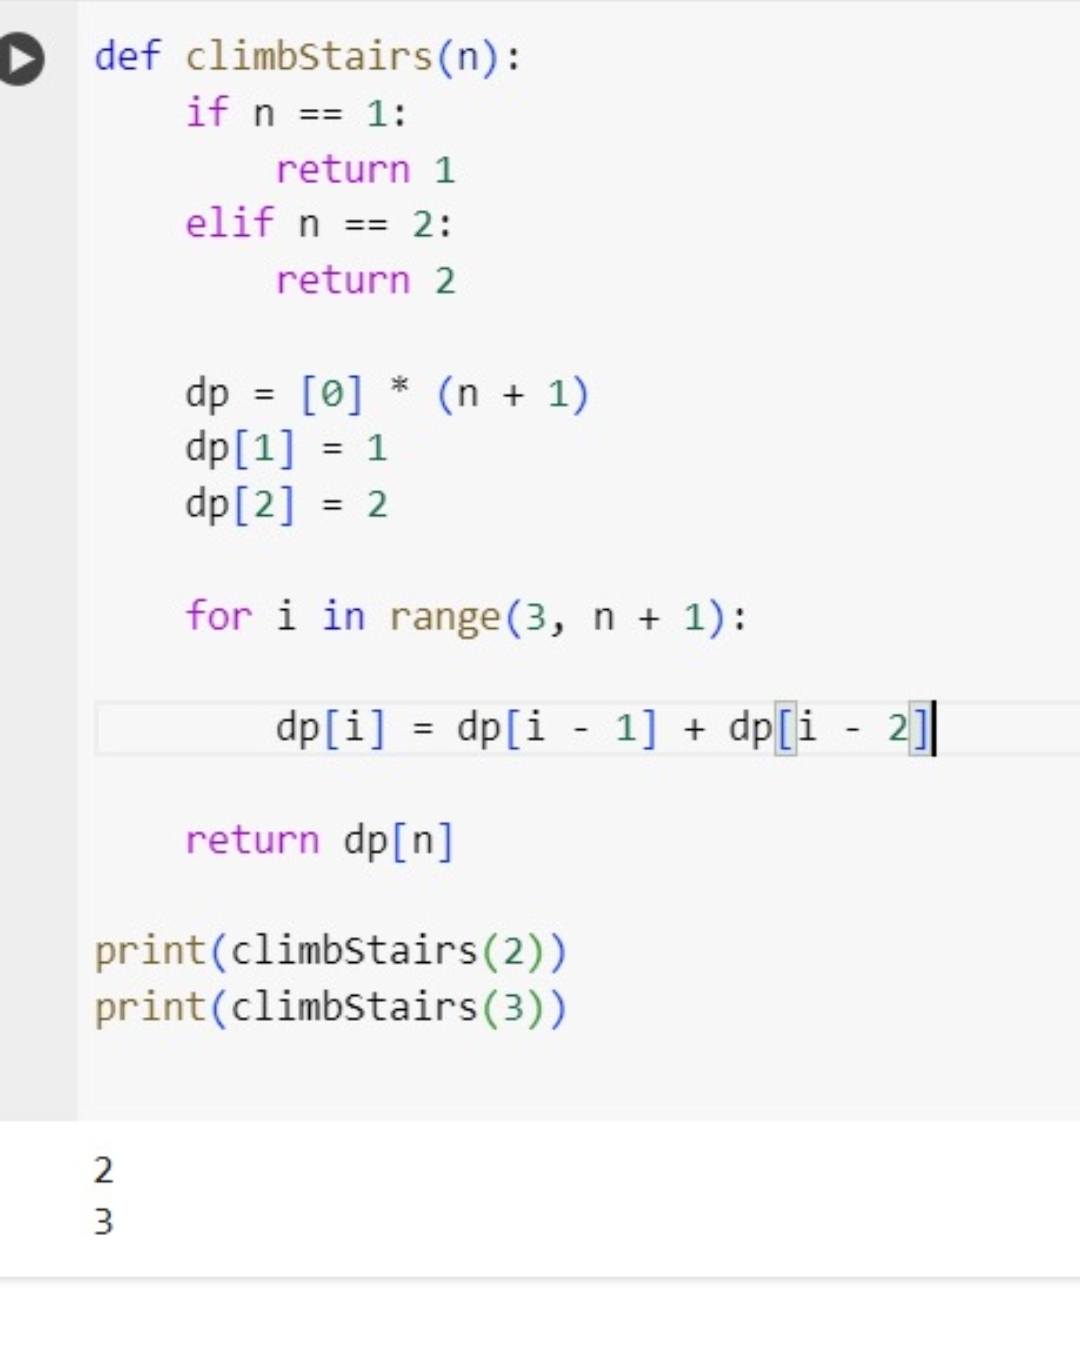 def climbStairs(n):
    if n == 1:
        return 1
    elif n == 2:
        return 2

    dp = [0] * (n + 1)
    dp[1] = 1
    dp[2] = 2

    for i in range(3, n + 1):

        dp[i] = dp[i - 1] + dp[i - 2]

    return dp[n]

print(climbStairs(2))
print(climbStairs(3))

2
3